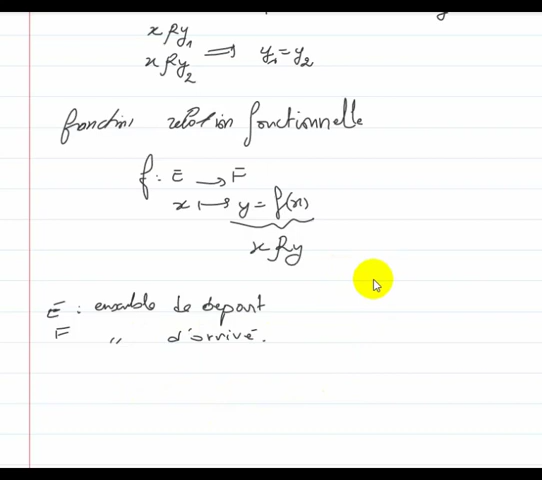 x R y₁
x R y₂ ⟹ y₁ = y₂
fonction, relation fonctionnelle
f : E ⟶ F
x ⟼ y = f(x)
x R y
E : ensemble de depart
F " d'arrivé.